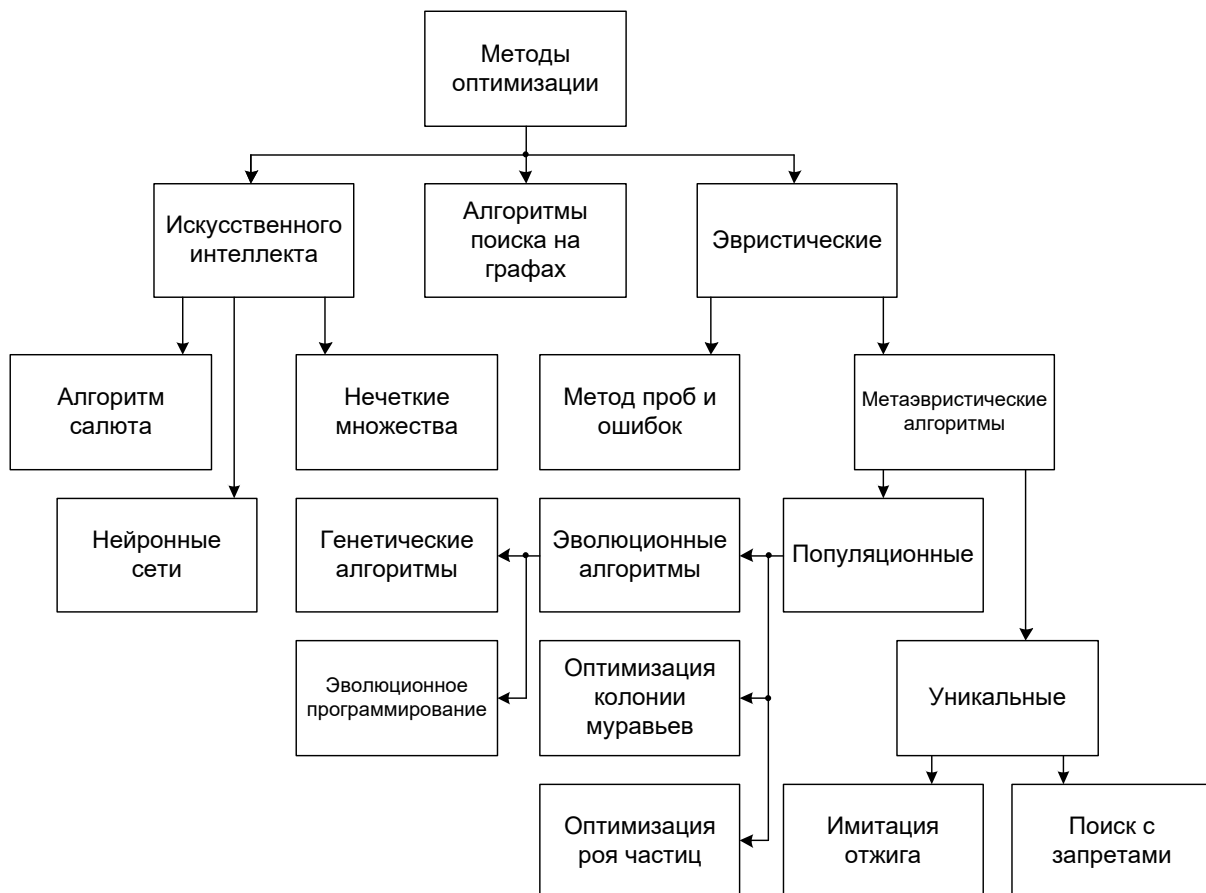 Методы
оптимизации
Искусственного
интеллекта
Алгоритмы
поиска на
графах
Эвристические
Алгоритм
салюта
Нечеткие
множества
Метод проб и
ошибок
Метаэвристические
алгоритмы
Нейронные
сети
Генетические
алгоритмы
Эволюционные
алгоритмы
Популяционные
Эволюционное
программирование
Оптимизация
колонии
муравьев
Уникальные
Оптимизация
роя частиц
Имитация
отжига
Поиск с
запретами